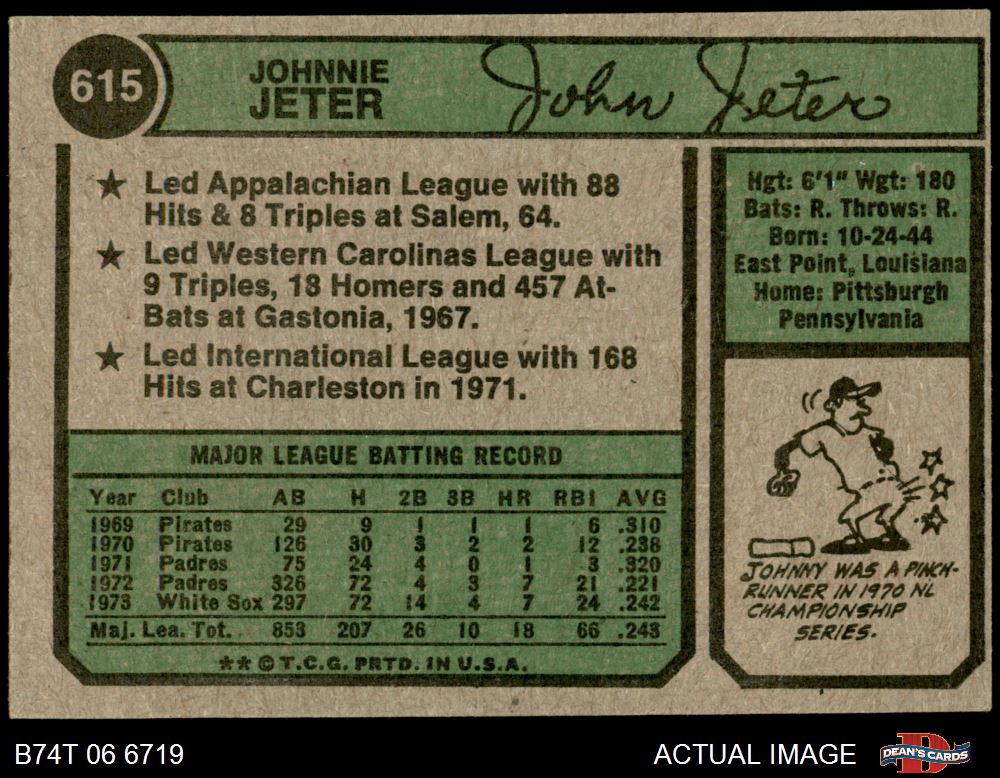 615
JOHNNIE
JETER
John Jeter
★ Led Appalachian League with 88
Hits & 8 Triples at Salem, 64.
★ Led Western Carolinas League with
9 Triples, 18 Homers and 457 At-
Bats at Gastonia, 1967.
★ Led International League with 168
Hits at Charleston in 1971.
Hgt: 6'1" Wgt: 180
Bats: R. Throws: R.
Born: 10-24-44
East Point, Louisiana
Home: Pittsburgh
Pennsylvania
MAJOR LEAGUE BATTING RECORD
Year Club AB H 2B 3B HR RBI AVG
1969 Pirates 29 9 1 1 1 6 .310
1970 Pirates 126 30 3 2 2 12 .238
1971 Padres 75 24 4 0 1 3 .320
1972 Padres 326 72 4 3 7 21 .221
1973 White Sox 297 72 14 4 7 24 .242
Maj. Lea. Tot. 853 207 26 10 18 66 .243
** © T.C.G. PRTD. IN U.S.A.
JOHNNY WAS A PINCH-
RUNNER IN 1970 NL
CHAMPIONSHIP
SERIES.
B74T 06 6719
ACTUAL IMAGE
DEAN'S CARDS